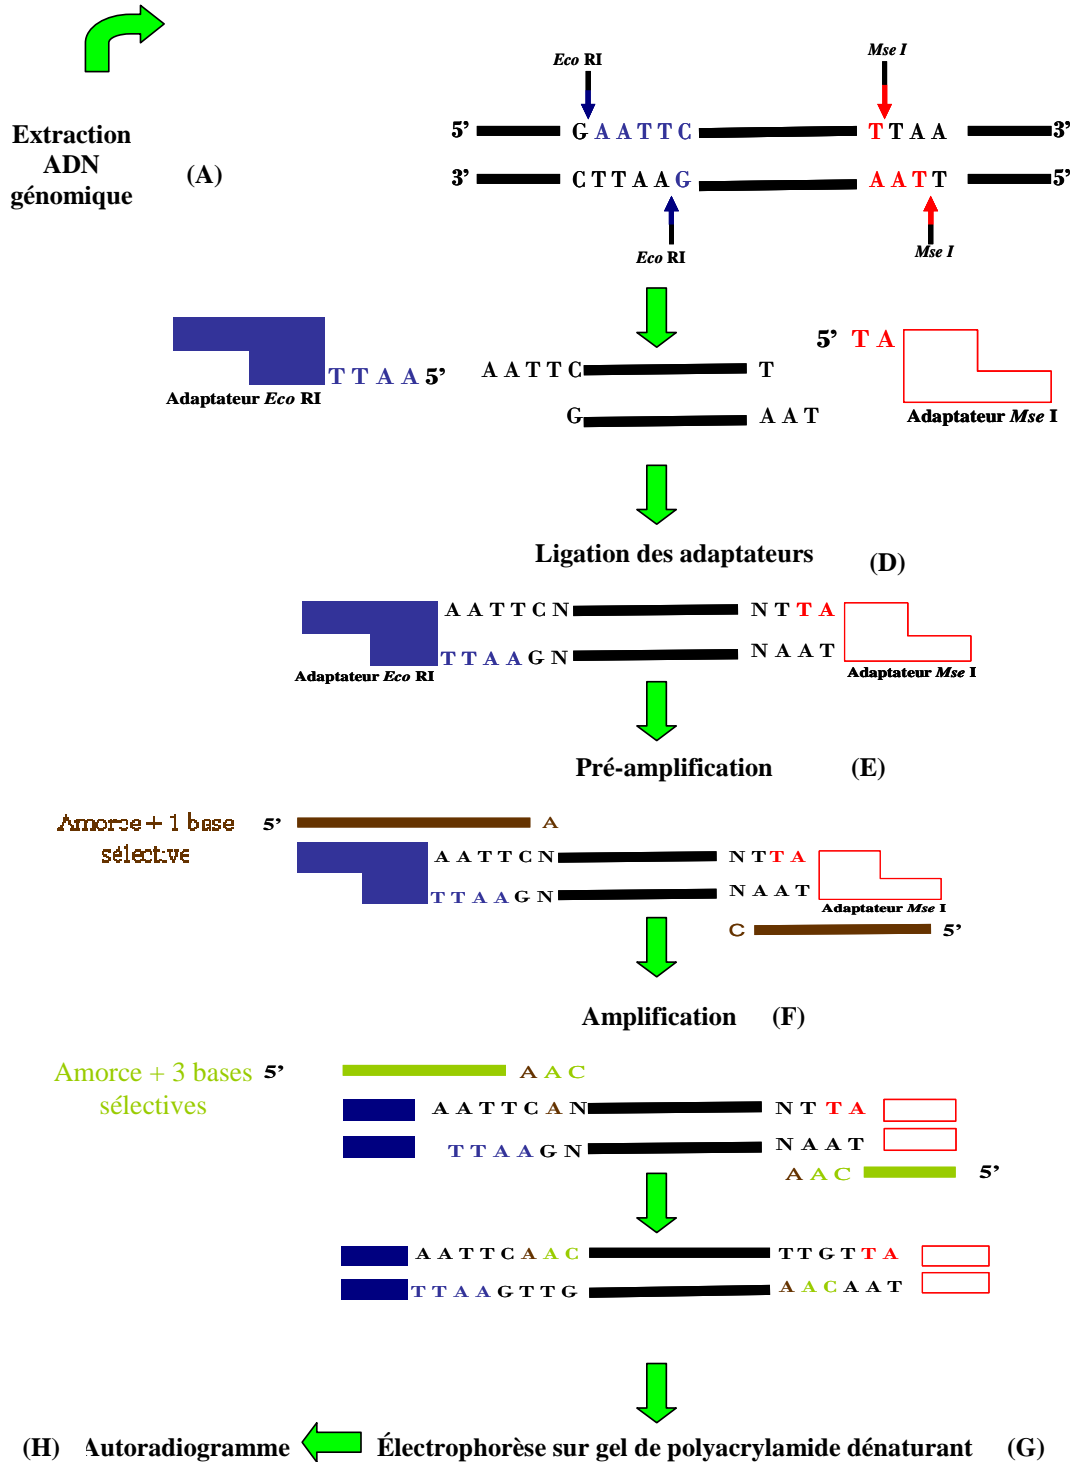 Eco RI
Mse I
5’ G A A T T C T T A A 3’
Extraction
ADN
génomique
(A)
3’ C T T A A G A A T T 5’
Eco RI
Mse I
5’ T A
T T A A 5’
A A T T C T
Adaptateur Eco RI
G A A T
Adaptateur Mse I
Ligation des adaptateurs (D)
A A T T C N N T T A
T T A A G N N A A T
Adaptateur Eco RI
Adaptateur Mse I
Pré-amplification (E)
Amorce + 1 base
sélective
5’ A
A A T T C N N T T A
T T A A G N N A A T
Adaptateur Mse I
C 5’
Amplification (F)
Amorce + 3 bases
sélectives
5’ A A C
A A T T C A N N T T A
T T A A G N N A A T
A A C 5’
A A T T C A A C T T G T T A
T T A A G T T G A A C A A T
(H) Autoradiogramme Électrophorèse sur gel de polyacrylamide dénaturant (G)